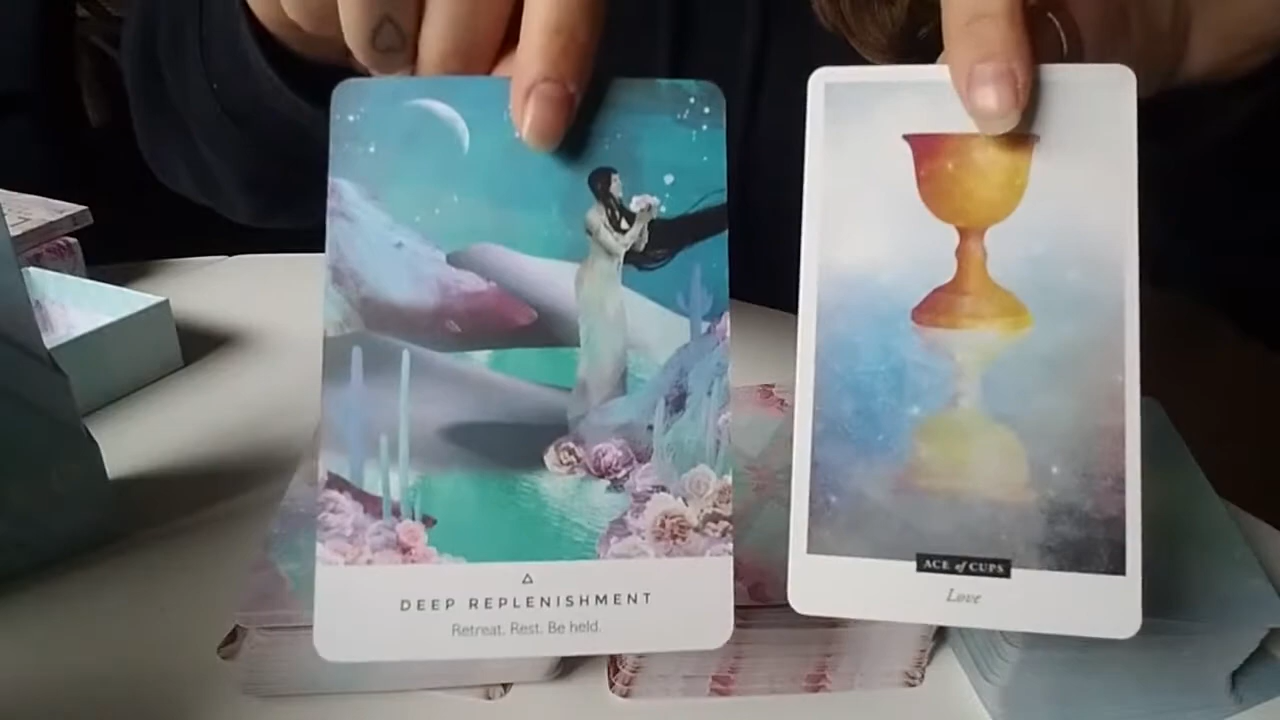 DEEP REPLENISHMENT
Retreat. Rest. Be held.
ACE of CUPS
Love